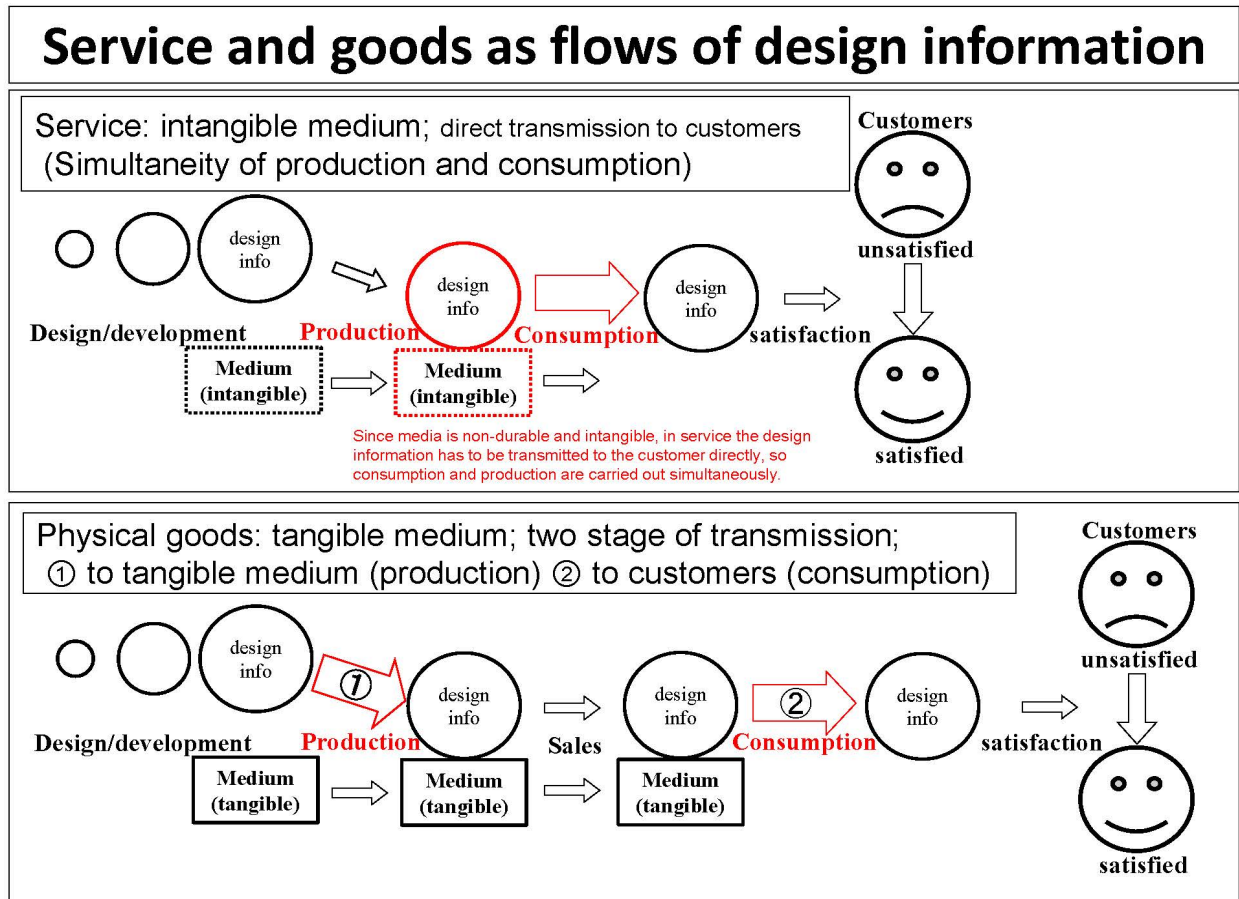 Service and goods as flows of design information
Service: intangible medium; direct transmission to customers
(Simultaneity of production and consumption)
Customers
unsatisfied
design
info
design
info
design
info
Design/development
Production
Consumption
satisfaction
Medium
(intangible)
Medium
(intangible)
satisfied
Since media is non-durable and intangible, in service the design
information has to be transmitted to the customer directly, so
consumption and production are carried out simultaneously.
Physical goods: tangible medium; two stage of transmission;
① to tangible medium (production) ② to customers (consumption)
Customers
unsatisfied
design
info
①
design
info
design
info
②
design
info
Design/development
Production
Sales
Consumption
satisfaction
Medium
(tangible)
Medium
(tangible)
Medium
(tangible)
satisfied